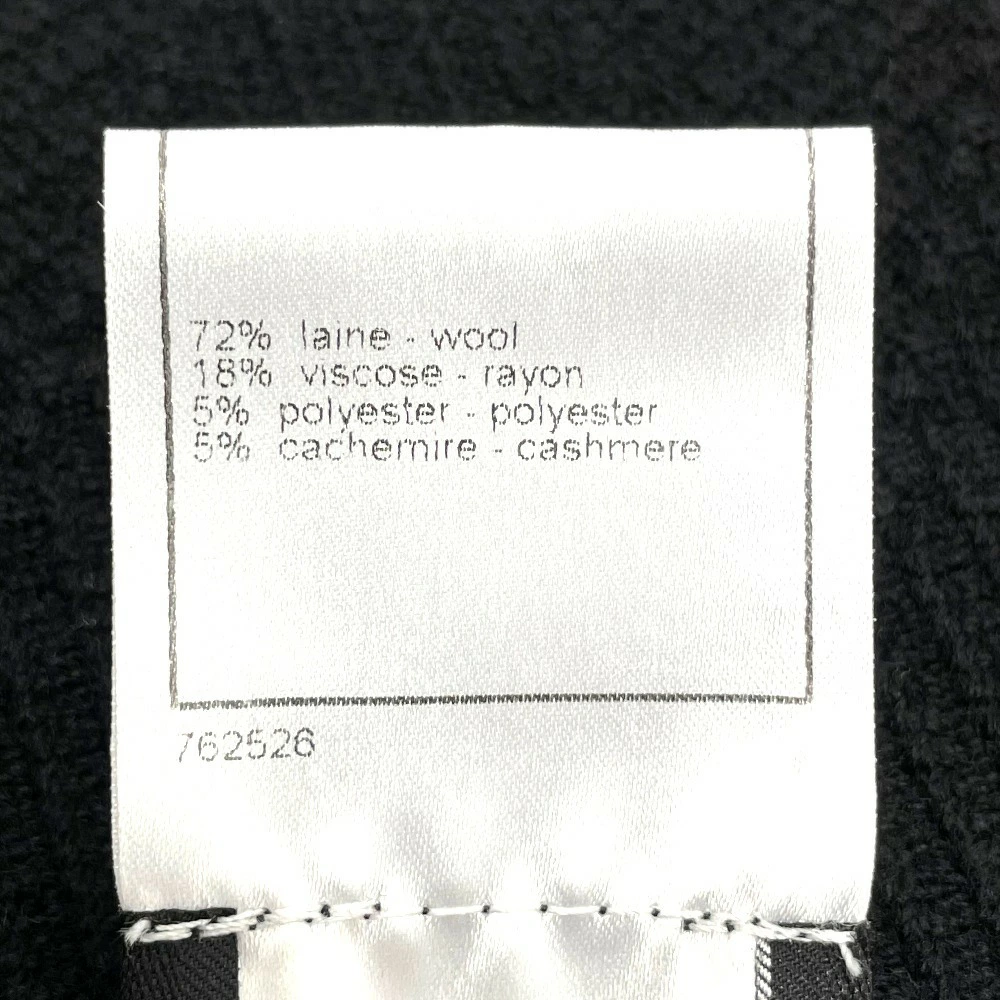 72% laine - wool
18% viscose - rayon
5% polyester - polyester
5% cachemire - cashmere
762526